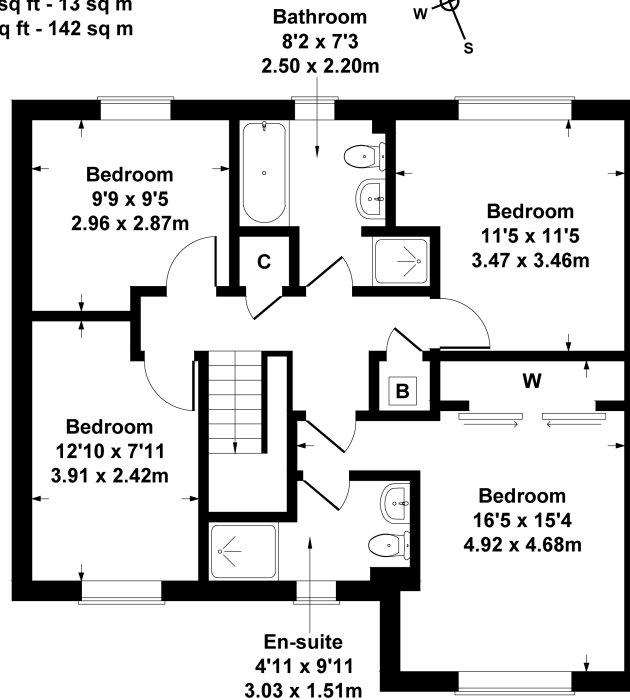 sq ft - 13 sq m
sq ft - 142 sq m
W
S
Bathroom
8'2 x 7'3
2.50 x 2.20m
Bedroom
9'9 x 9'5
2.96 x 2.87m
Bedroom
11'5 x 11'5
3.47 x 3.46m
C
B
W
Bedroom
12'10 x 7'11
3.91 x 2.42m
Bedroom
16'5 x 15'4
4.92 x 4.68m
En-suite
4'11 x 9'11
3.03 x 1.51m